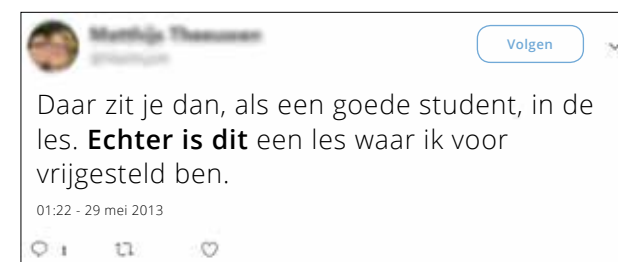 Volgen
Daar zit je dan, als een goede student, in de
les. Echter is dit een les waar ik voor
vrijgesteld ben.
01:22 - 29 mei 2013